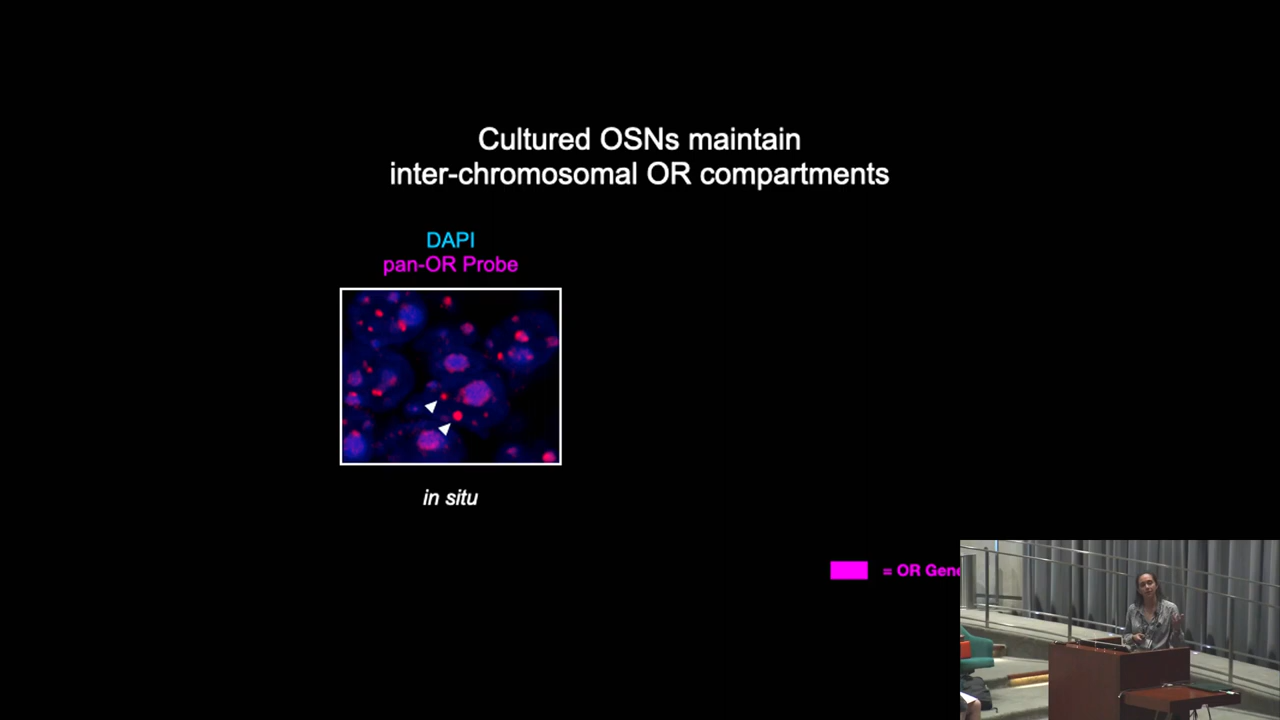 Cultured OSNs maintain
inter-chromosomal OR compartments
DAPI
pan-OR Probe
in situ
= OR Gene